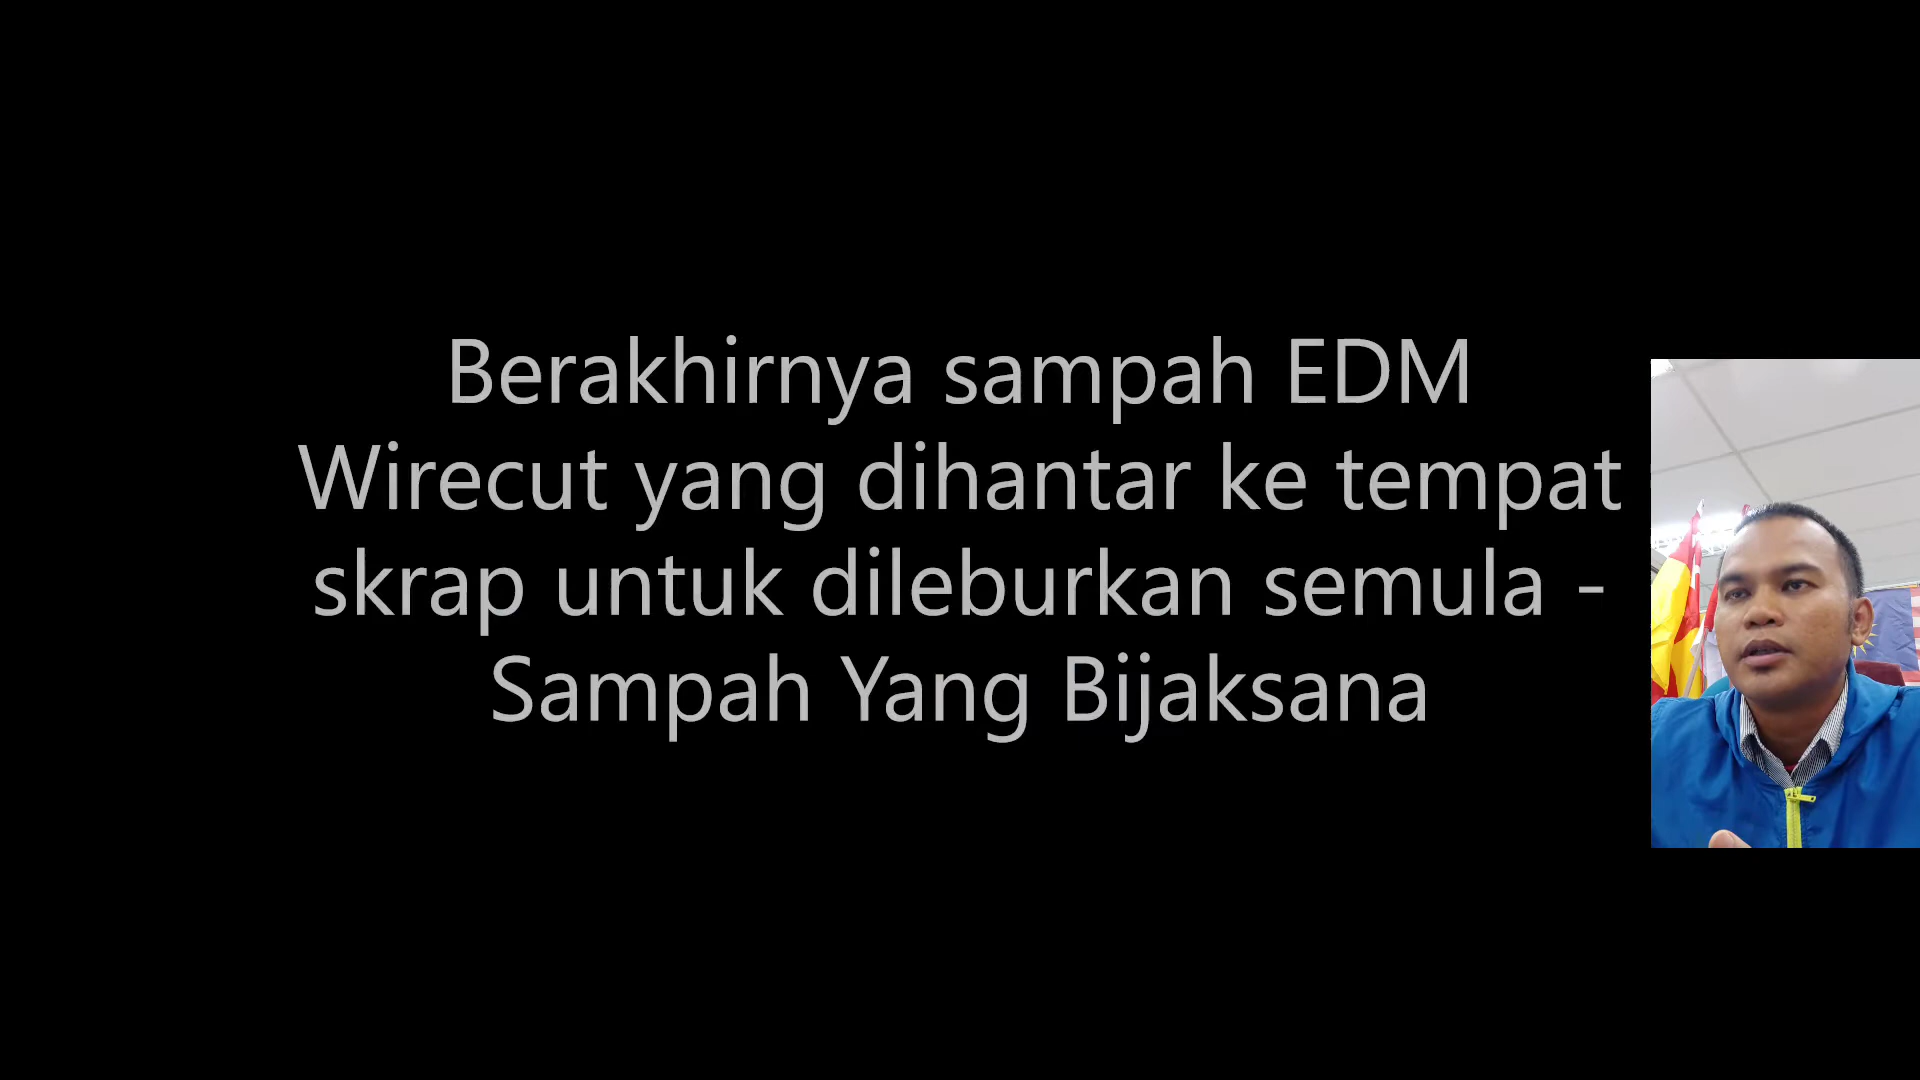 Berakhirnya sampah EDM
Wirecut yang dihantar ke tempat
skrap untuk dileburkan semula -
Sampah Yang Bijaksana